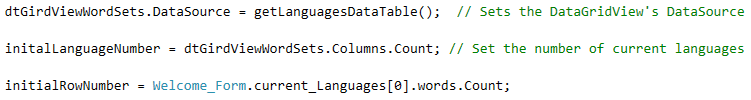 dtGirdViewWordSets.DataSource = getLanguagesDataTable();  // Sets the DataGridView's DataSource
initalLanguageNumber = dtGirdViewWordSets.Columns.Count; // Set the number of current languages
initialRowNumber = Welcome_Form.current_Languages[0].words.Count;